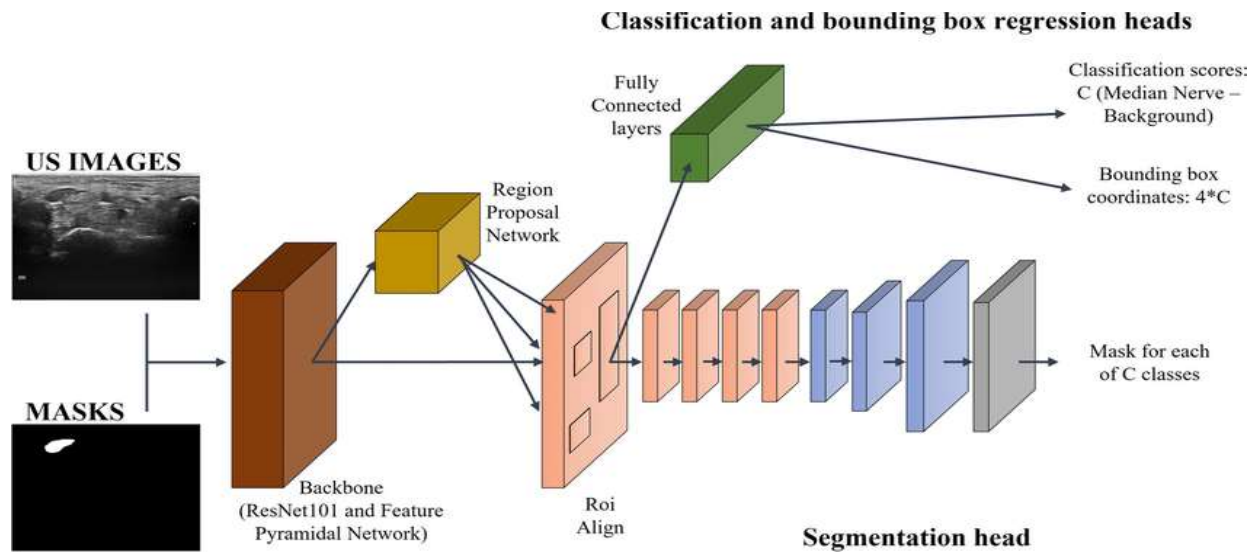 Classification and bounding box regression heads
Fully
Connected
layers
Classification scores:
C (Median Nerve –
Background)
US IMAGES
Region
Proposal
Network
Bounding box
coordinates: 4*C
Mask for each
of C classes
MASKS
Backbone
(ResNet101 and Feature
Pyramidal Network)
Roi
Align
Segmentation head